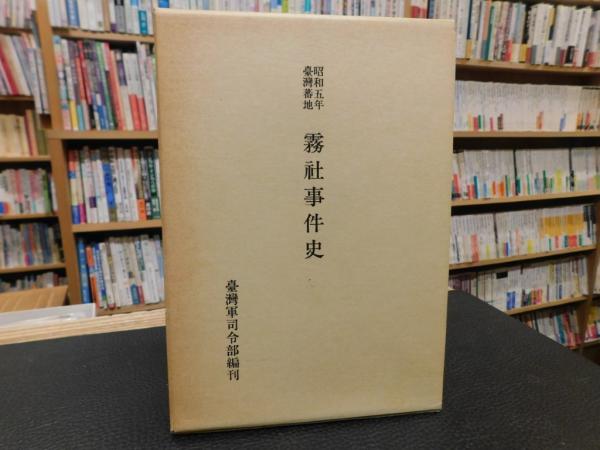 昭和五年
臺灣蕃地
霧社事件史
臺灣軍司令部編刊